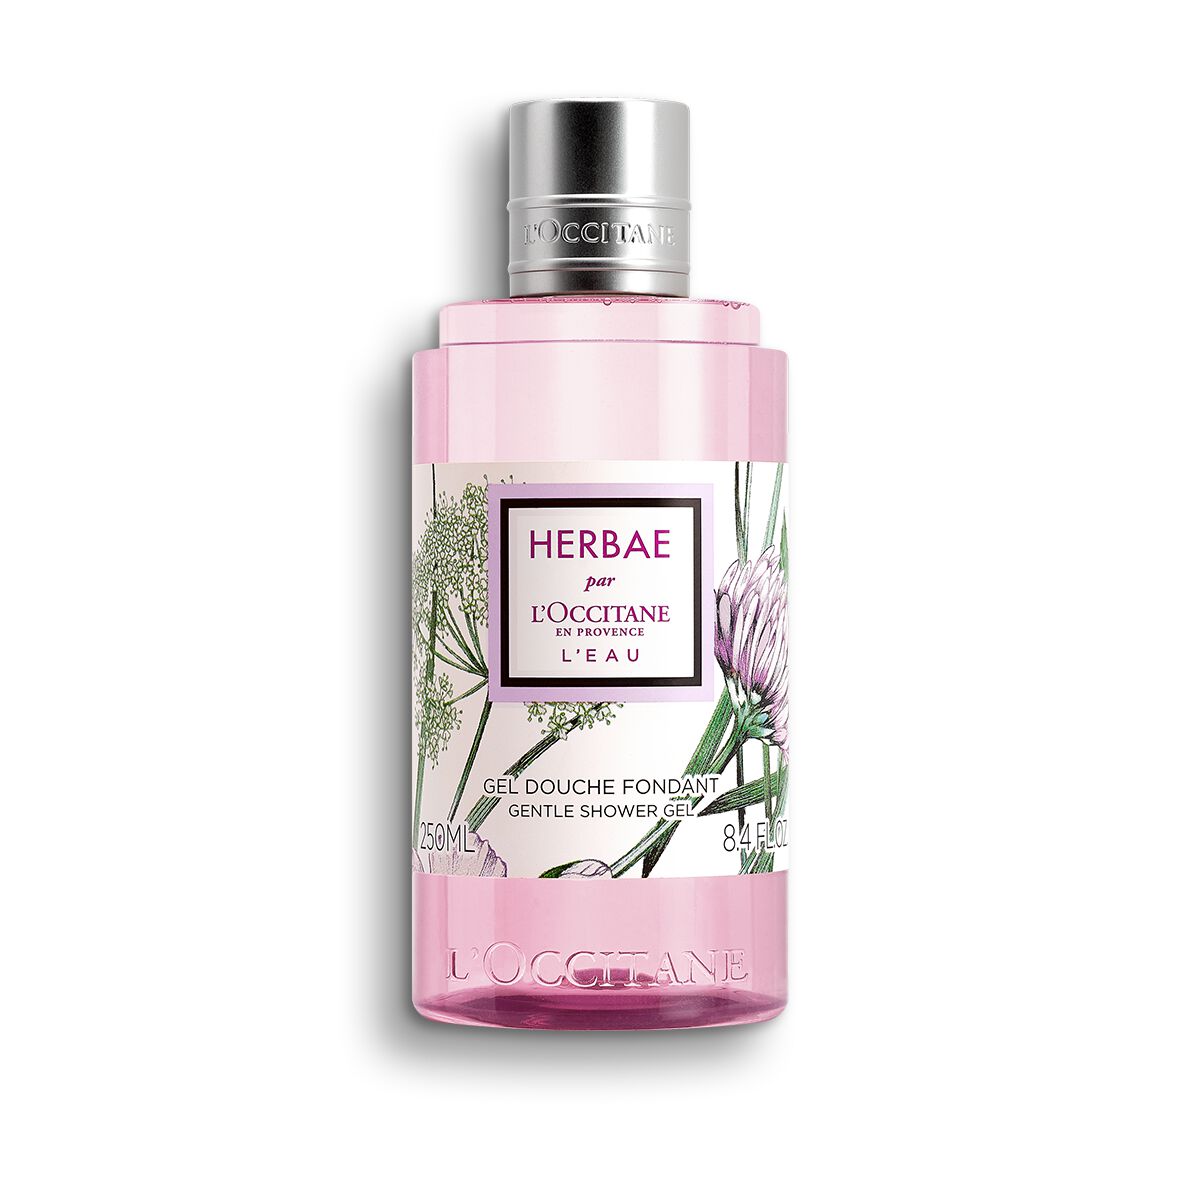 L'OCCITANE
HERBAE
par
L'OCCITANE
EN PROVENCE
L'EAU
GEL DOUCHE FONDANT
GENTLE SHOWER GEL
250ML 8.4 FL.OZ
L'OCCITANE